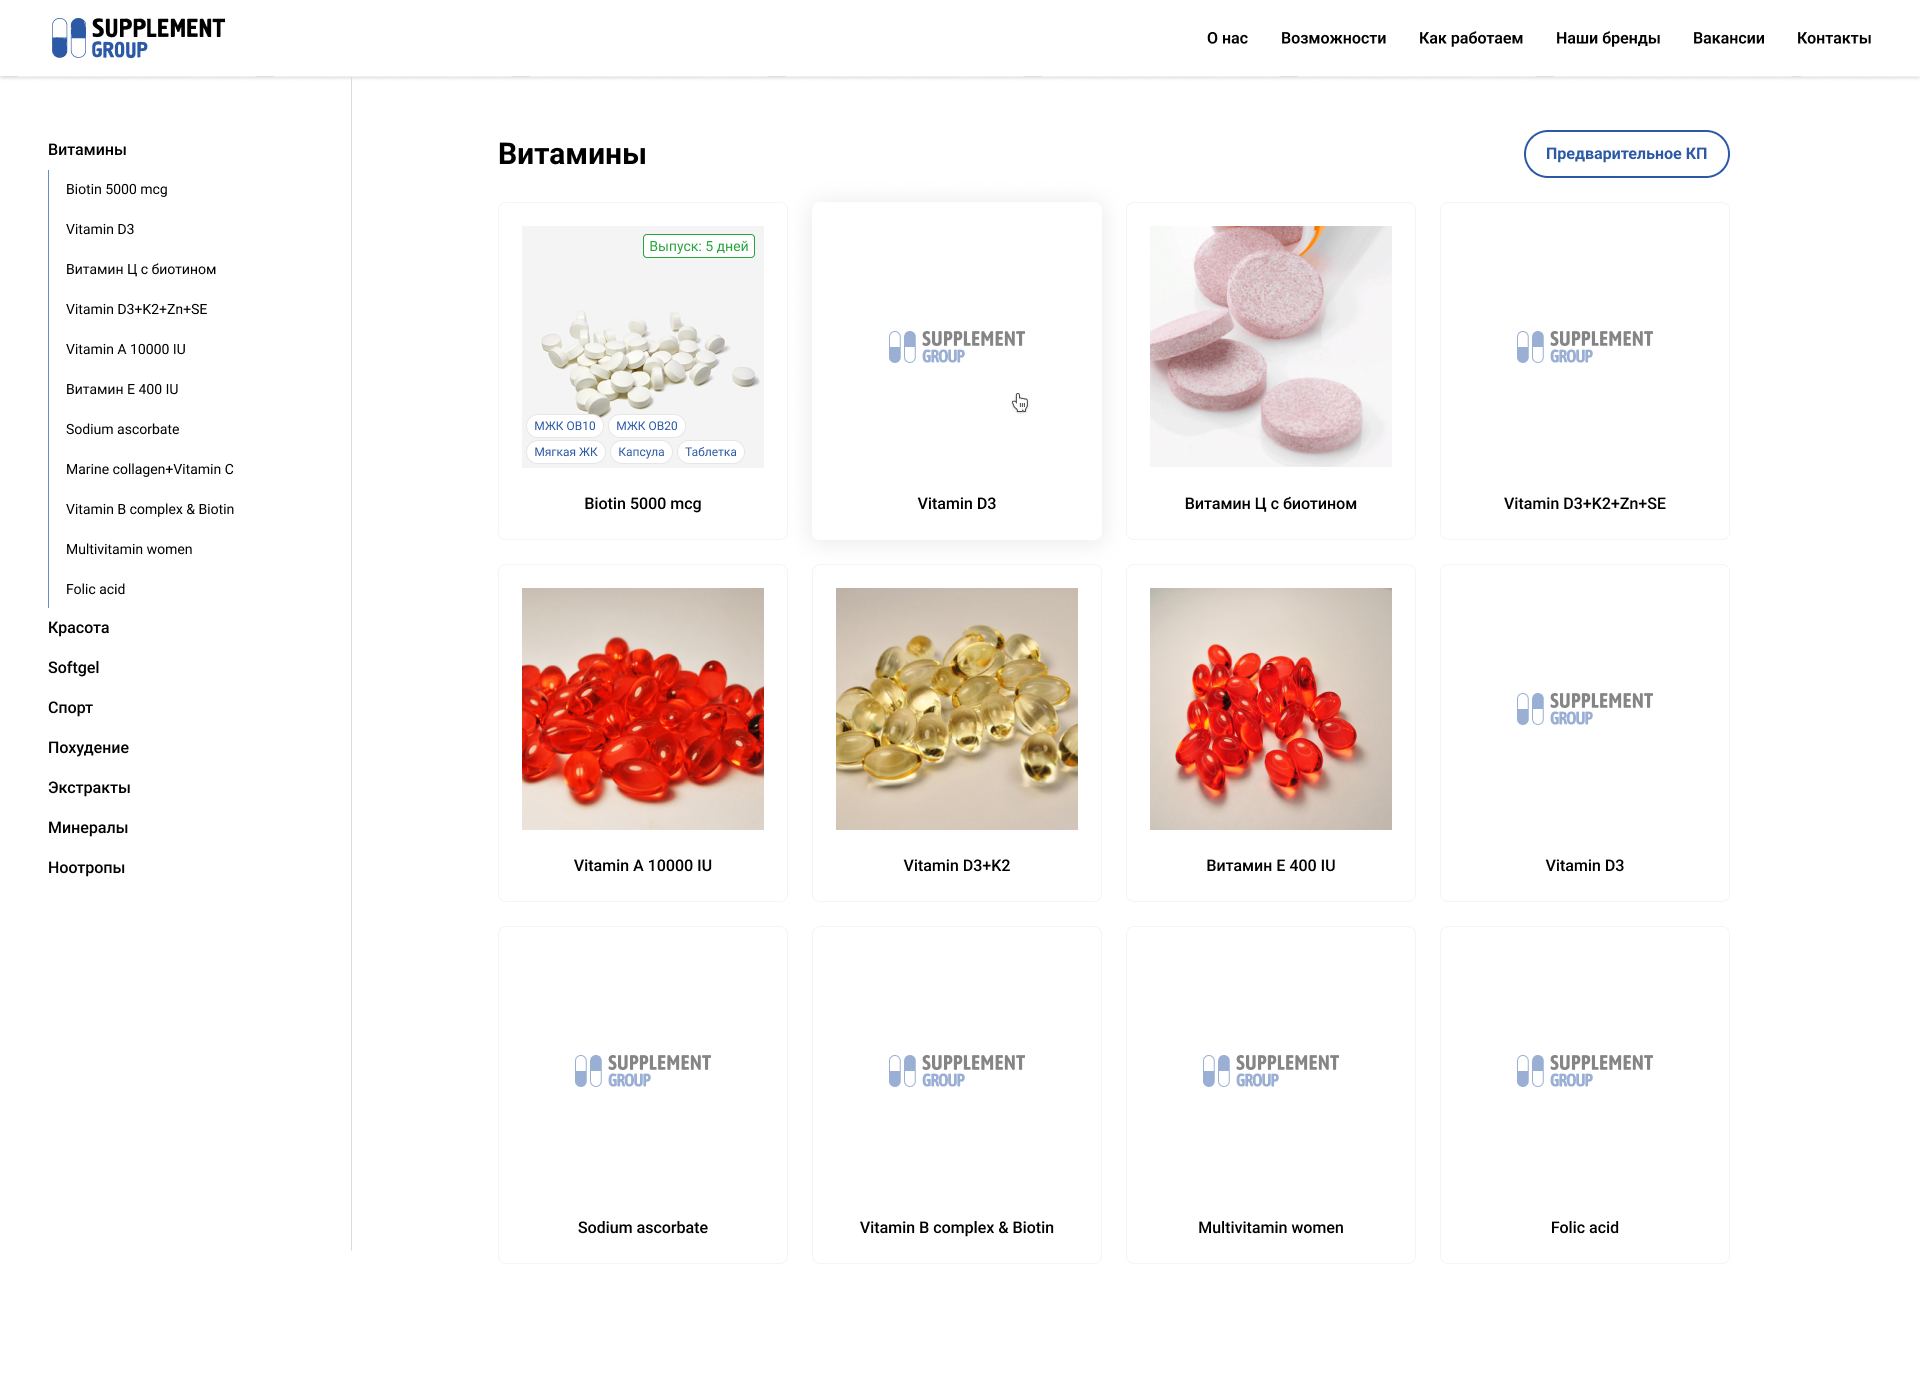 SUPPLEMENT
GROUP
О нас
Возможности
Как работаем
Наши бренды
Вакансии
Контакты
Витамины
Biotin 5000 mcg
Vitamin D3
Витамин Ц с биотином
Vitamin D3+K2+Zn+SE
Vitamin A 10000 IU
Витамин Е 400 IU
Sodium ascorbate
Marine collagen+Vitamin C
Vitamin B complex & Biotin
Multivitamin women
Folic acid
Красота
Softgel
Спорт
Похудение
Экстракты
Минералы
Ноотропы
Витамины
Предварительное КП
Выпуск: 5 дней
МЖК OB10
МЖК OB20
Мягкая ЖК
Капсула
Таблетка
Biotin 5000 mcg
SUPPLEMENT
GROUP
Vitamin D3
Витамин Ц с биотином
SUPPLEMENT
GROUP
Vitamin D3+K2+Zn+SE
Vitamin A 10000 IU
Vitamin D3+K2
Витамин Е 400 IU
SUPPLEMENT
GROUP
Vitamin D3
SUPPLEMENT
GROUP
Sodium ascorbate
SUPPLEMENT
GROUP
Vitamin B complex & Biotin
SUPPLEMENT
GROUP
Multivitamin women
SUPPLEMENT
GROUP
Folic acid